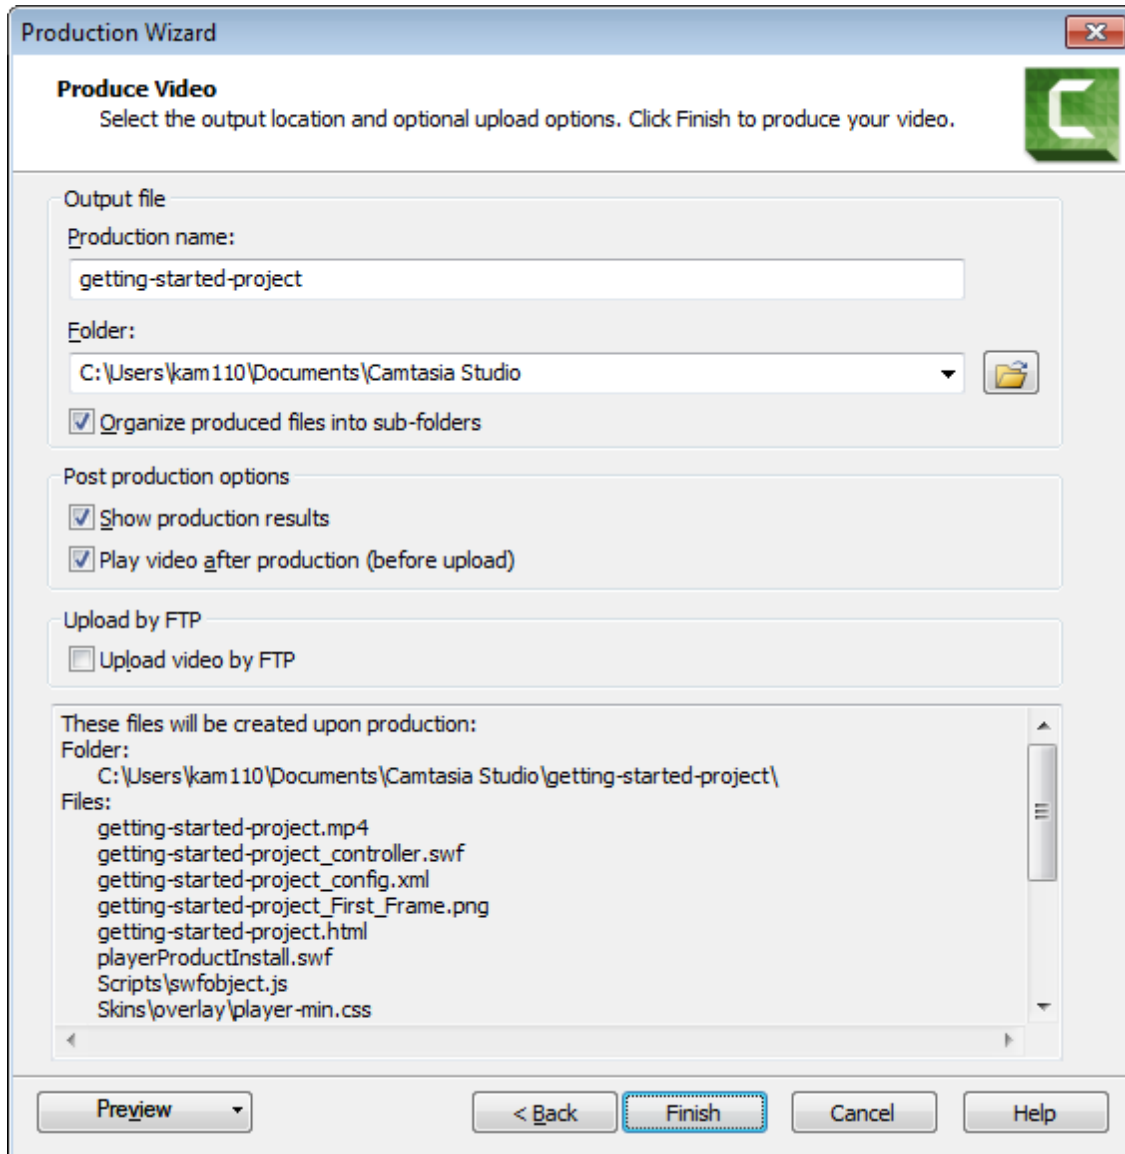 Production Wizard
Produce Video
Select the output location and optional upload options. Click Finish to produce your video.
Output file
Production name:
getting-started-project
Folder:
C:\Users\kam110\Documents\Camtasia Studio
Organize produced files into sub-folders
Post production options
Show production results
Play video after production (before upload)
Upload by FTP
Upload video by FTP
These files will be created upon production:
Folder:
C:\Users\kam110\Documents\Camtasia Studio\getting-started-project\
Files:
getting-started-project.mp4
getting-started-project_controller.swf
getting-started-project_config.xml
getting-started-project_First_Frame.png
getting-started-project.html
playerProductInstall.swf
Scripts\swfobject.js
Skins\overlay\player-min.css
Preview < Back Finish Cancel Help